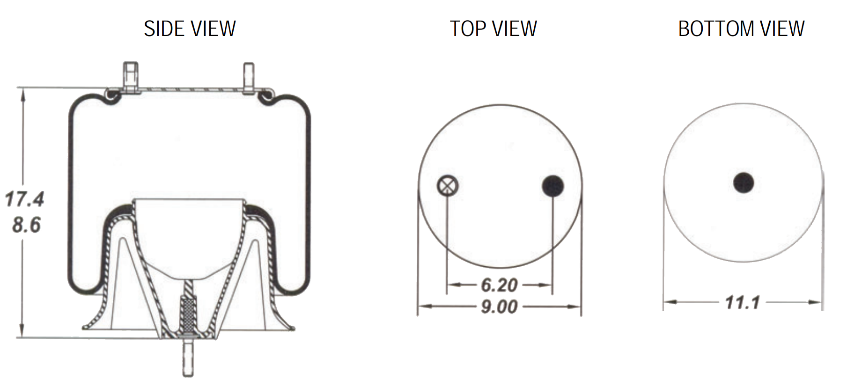 SIDE VIEW
TOP VIEW
BOTTOM VIEW
17.4
8.6
6.20
9.00
11.1